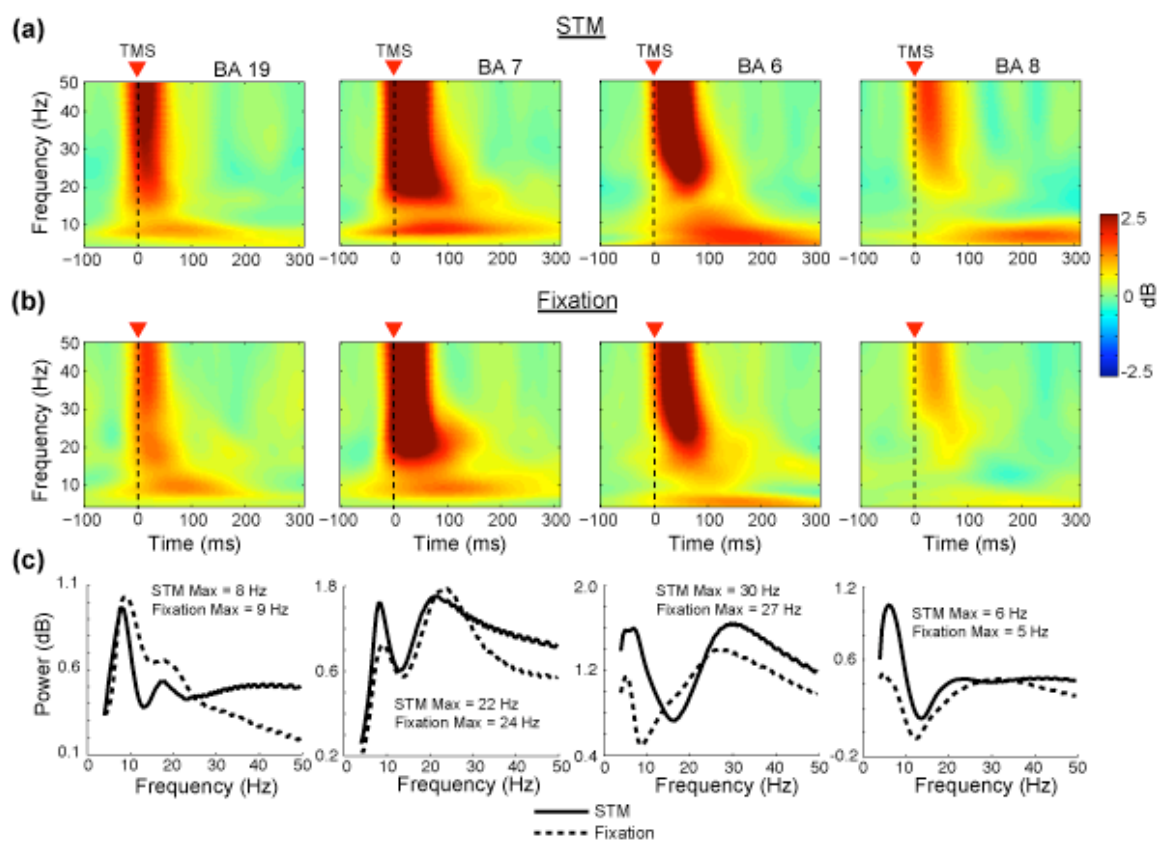 (a)
STM
TMS TMS TMS TMS
BA 19 BA 7 BA 6 BA 8
50
40
30
20
10
Frequency (Hz)
−100 0 100 200 300 −100 0 100 200 300 −100 0 100 200 300 −100 0 100 200 300
2.5
0
-2.5
dB
(b)
Fixation
50
40
30
20
10
Frequency (Hz)
−100 0 100 200 300 −100 0 100 200 300 −100 0 100 200 300 −100 0 100 200 300
Time (ms) Time (ms) Time (ms) Time (ms)
(c)
Power (dB)
1.1
0.6
0.1
STM Max = 8 Hz
Fixation Max = 9 Hz
0 10 20 30 40 50
Frequency (Hz)
1.8
0.6
0.2
STM Max = 22 Hz
Fixation Max = 24 Hz
0 10 20 30 40 50
Frequency (Hz)
2.0
1.2
0.4
STM Max = 30 Hz
Fixation Max = 27 Hz
0 10 20 30 40 50
Frequency (Hz)
1.2
0.6
-0.2
STM Max = 6 Hz
Fixation Max = 5 Hz
0 10 20 30 40 50
Frequency (Hz)
STM
Fixation